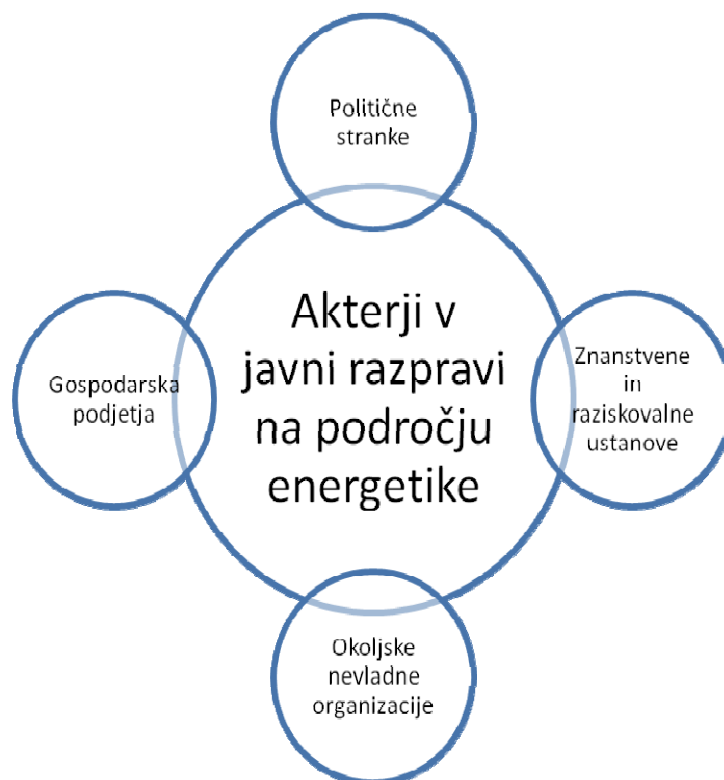 Politične
stranke
Akterji v
javni razpravi
na področju
energetike
Gospodarska
podjetja
Znanstvene
in
raziskovalne
ustanove
Okoljske
nevladne
organizacije